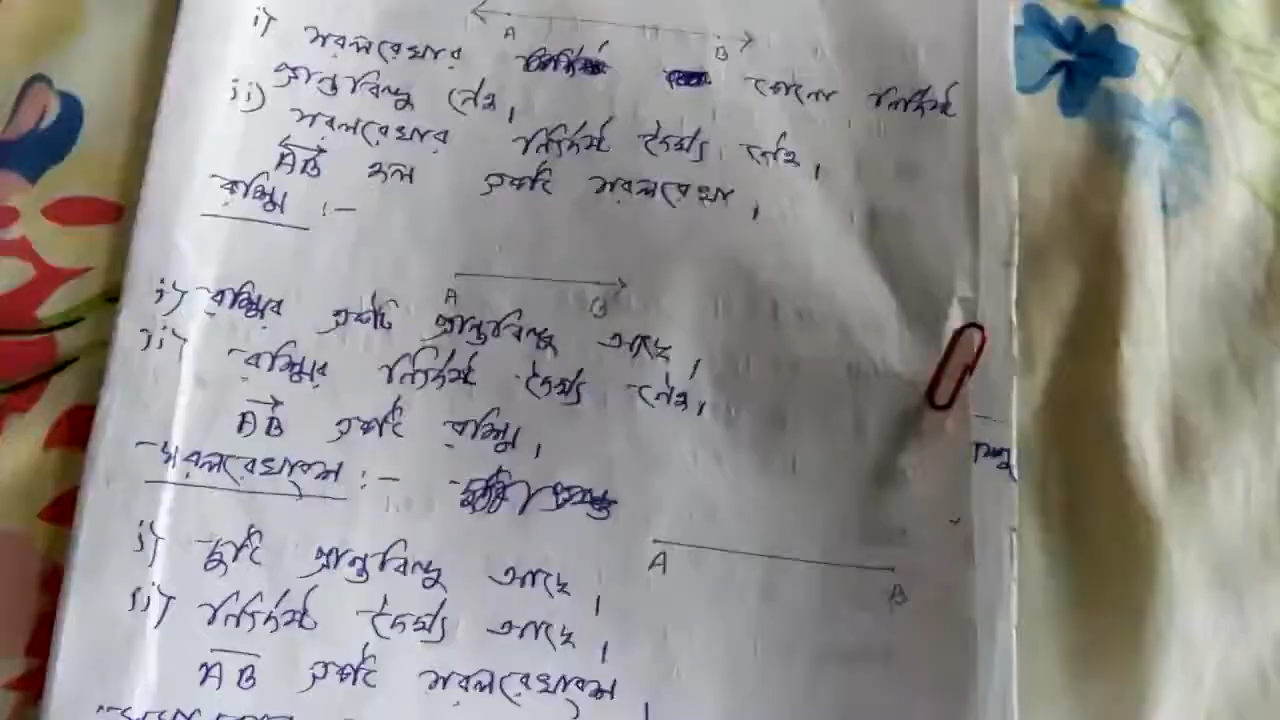 A B
i) সরলরেখার কোনো নির্দিষ্ট
প্রান্তবিন্দু নেই।
ii) সরলরেখার নির্দিষ্ট দৈর্ঘ্য নেই।
AB হল একটি সরলরেখা।
রশ্মি :-
A B
i) রশ্মির একটি প্রান্তবিন্দু আছে।
ii) রশ্মির নির্দিষ্ট দৈর্ঘ্য নেই।
AB একটি রশ্মি।
সরলরেখাংশ :-
A B
i) দুটি প্রান্তবিন্দু আছে।
ii) নির্দিষ্ট দৈর্ঘ্য আছে।
AB একটি সরলরেখাংশ।